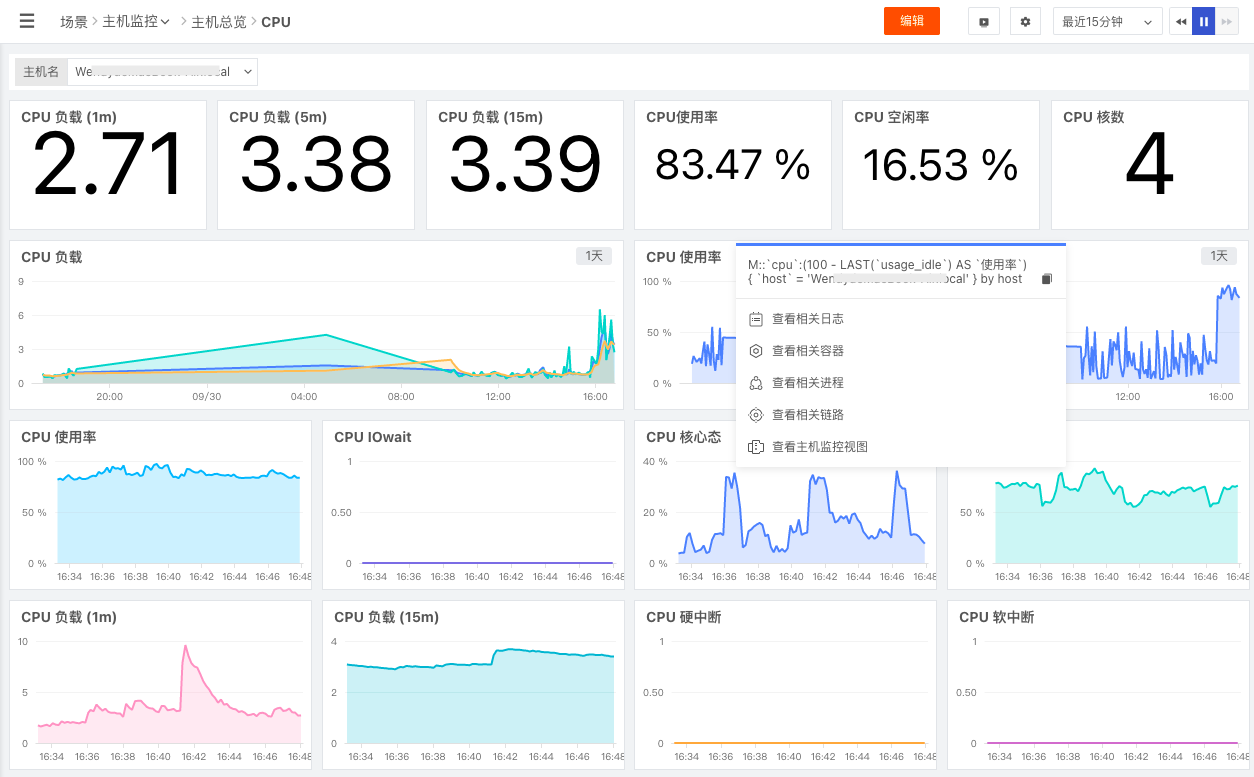 场景 主机监控 主机总览 CPU
编辑
最近15分钟
主机名 We al
CPU 负载 (1m)
2.71
CPU 负载 (5m)
3.38
CPU 负载 (15m)
3.39
CPU使用率
83.47 %
CPU 空闲率
16.53 %
CPU 核数
4
CPU 负载
1天
9
6
3
0
20:00 09/30 04:00 08:00 12:00 16:00
CPU 使用率
1天
100 %
50 %
0 %
12:00 16:00
M::`cpu`:(100 - LAST(`usage_idle`) AS `使用率`)
{ `host` = 'We ocal' } by host
查看相关日志
查看相关容器
查看相关进程
查看相关链路
查看主机监控视图
CPU 使用率
100 %
50 %
0 %
16:34 16:36 16:38 16:40 16:42 16:44 16:46 16:48
CPU IOwait
1
0.50
0
16:34 16:36 16:38 16:40 16:42 16:44 16:46 16:48
CPU 核心态
40 %
20 %
0 %
16:34 16:36 16:38 16:40 16:42 16:44 16:46 16:48
50 %
0 %
16:34 16:36 16:38 16:40 16:42 16:44 16:46 16:48
CPU 负载 (1m)
10
5
0
16:34 16:36 16:38 16:40 16:42 16:44 16:46 16:48
CPU 负载 (15m)
4
2
0
16:34 16:36 16:38 16:40 16:42 16:44 16:46 16:48
CPU 硬中断
1
0.50
0
16:34 16:36 16:38 16:40 16:42 16:44 16:46 16:48
CPU 软中断
1
0.50
0
16:34 16:36 16:38 16:40 16:42 16:44 16:46 16:48